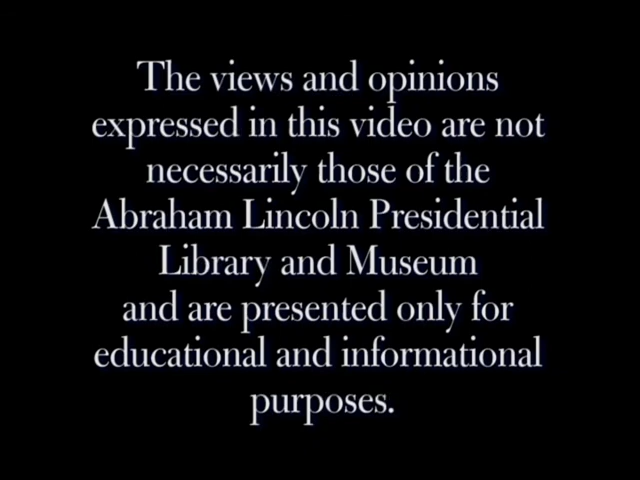 The views and opinions
expressed in this video are not
necessarily those of the
Abraham Lincoln Presidential
Library and Museum
and are presented only for
educational and informational
purposes.